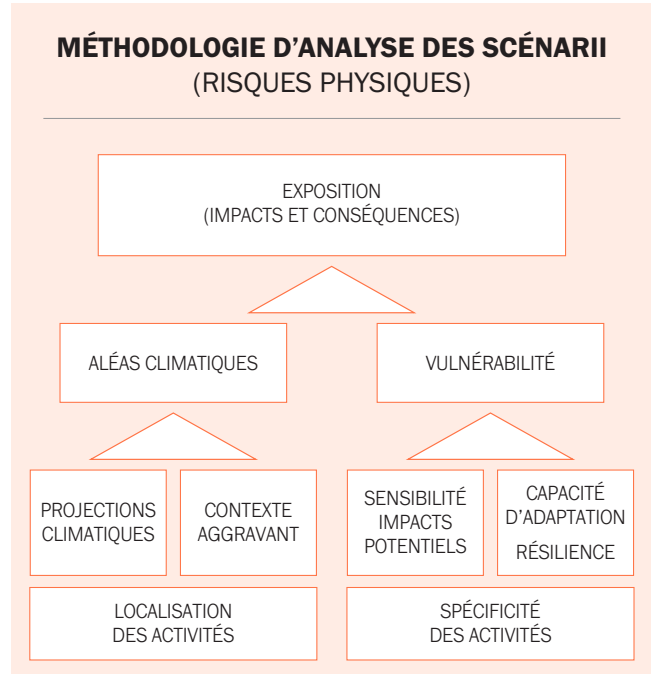 MÉTHODOLOGIE D'ANALYSE DES SCÉNARII
(RISQUES PHYSIQUES)
EXPOSITION
(IMPACTS ET CONSÉQUENCES)
ALÉAS CLIMATIQUES
VULNÉRABILITÉ
PROJECTIONS
CLIMATIQUES
CONTEXTE
AGGRAVANT
SENSIBILITÉ
IMPACTS
POTENTIELS
CAPACITÉ
D'ADAPTATION
RÉSILIENCE
LOCALISATION
DES ACTIVITÉS
SPÉCIFICITÉ
DES ACTIVITÉS